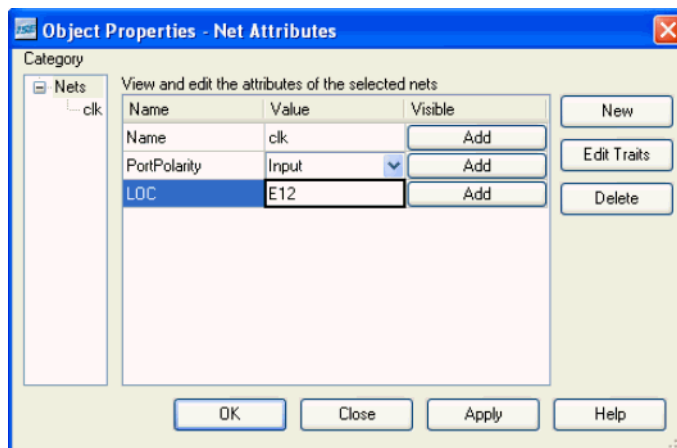 ISE Object Properties - Net Attributes
Category
Nets
clk
View and edit the attributes of the selected nets
Name Value Visible
Name clk Add
PortPolarity Input Add
LOC E12 Add
New
Edit Traits
Delete
OK Close Apply Help